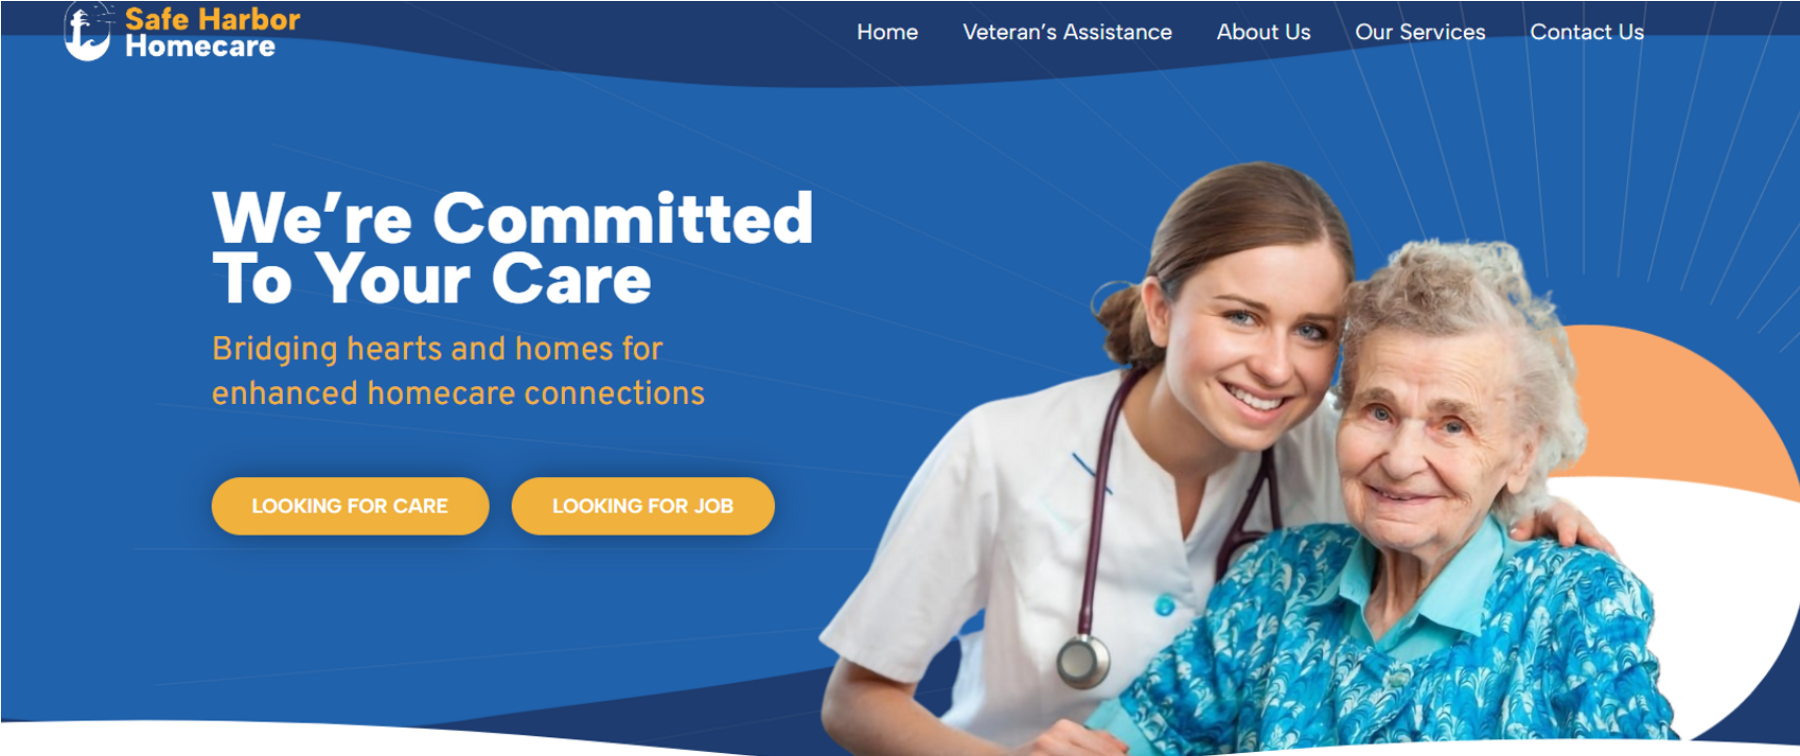 Safe Harbor
Homecare
Home Veteran’s Assistance About Us Our Services Contact Us
We’re Committed
To Your Care
Bridging hearts and homes for
enhanced homecare connections
LOOKING FOR CARE LOOKING FOR JOB